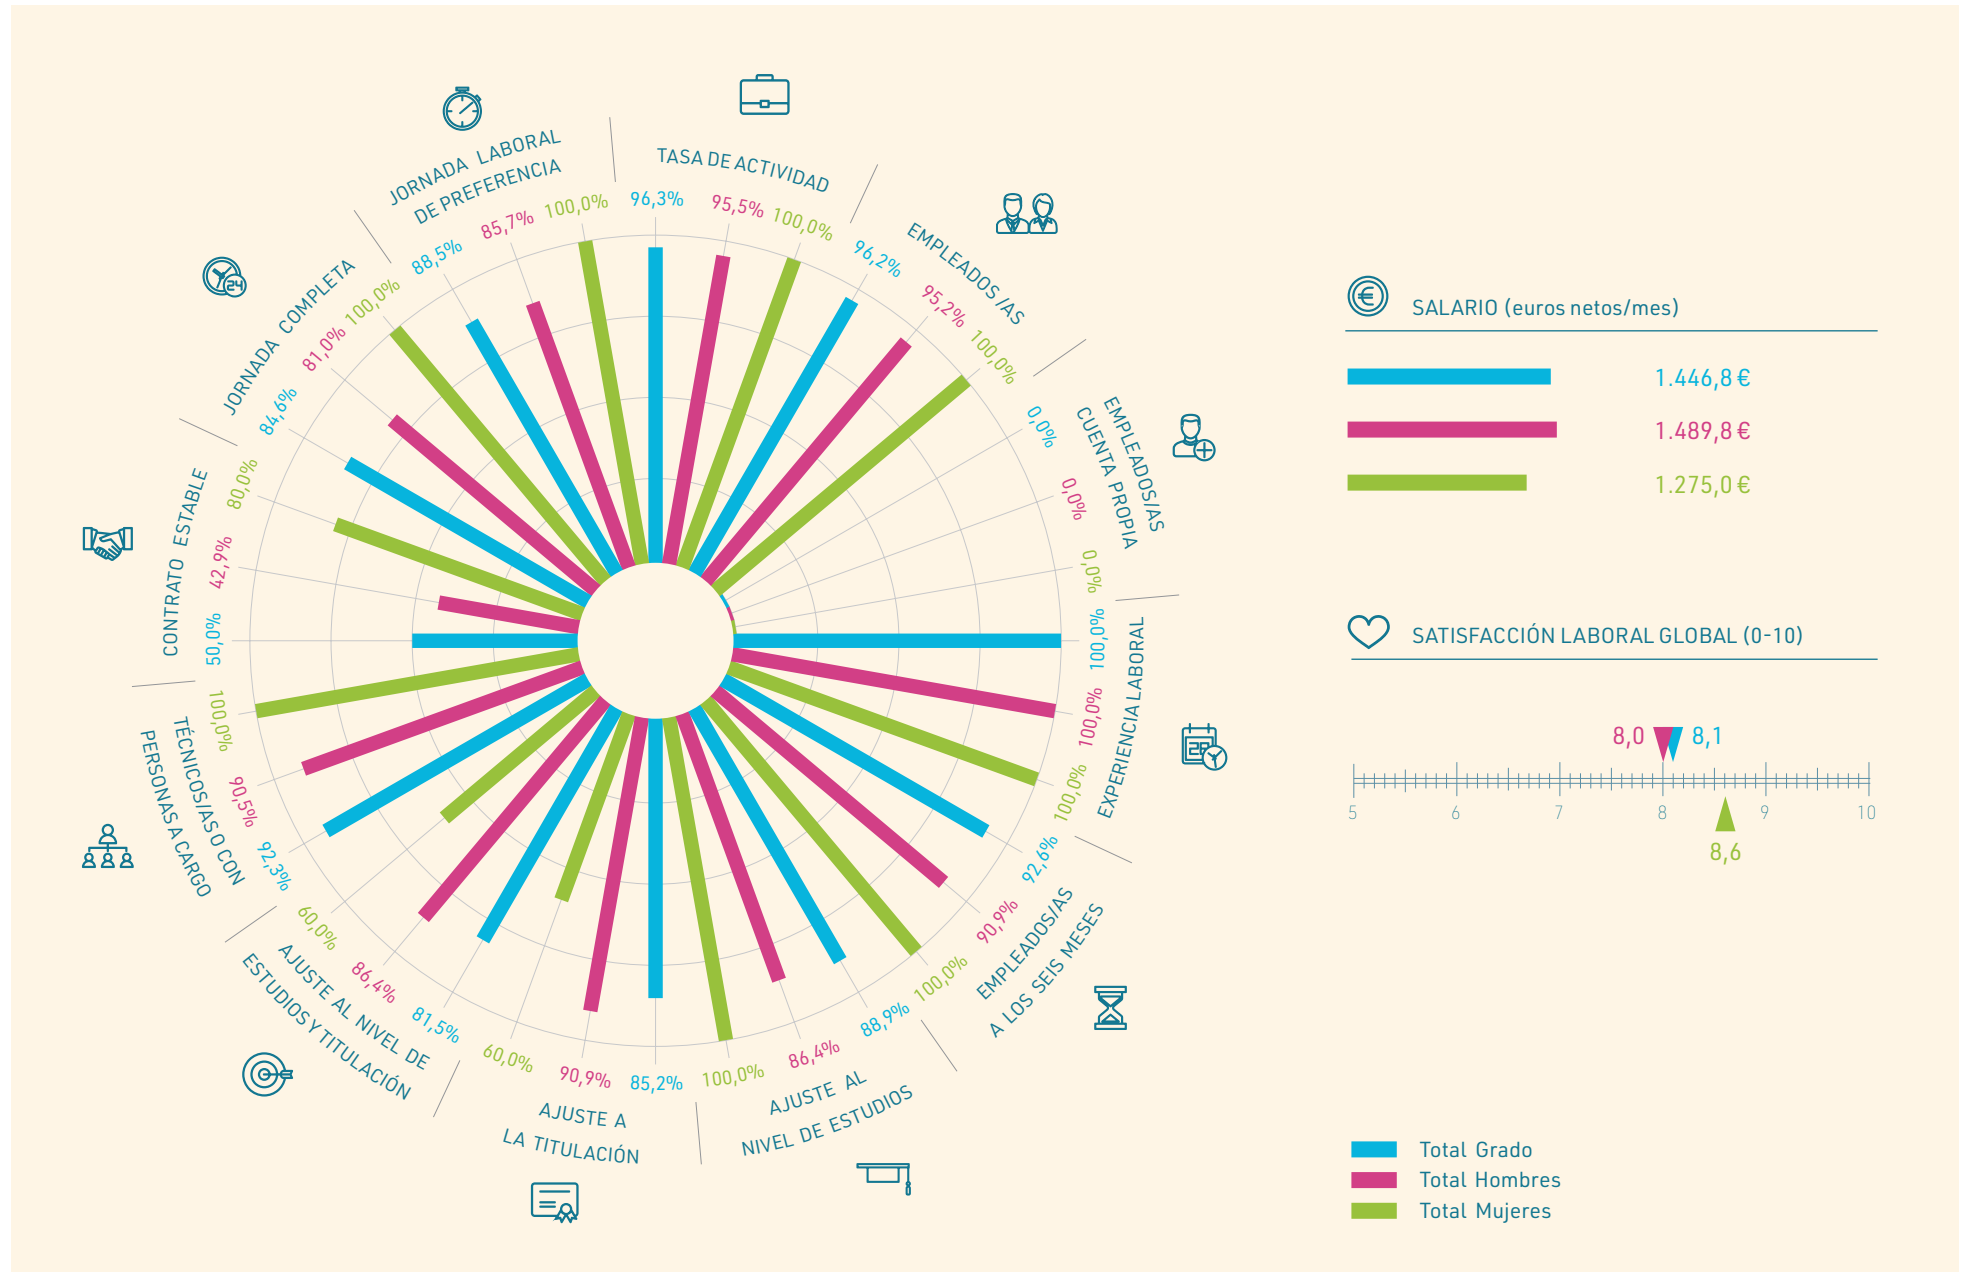 TASA DE ACTIVIDAD
96,3%
95,5%
100,0%
EMPLEADOS/AS
96,2%
95,2%
100,0%
EMPLEADOS/AS
CUENTA PROPIA
0,0%
0,0%
0,0%
EXPERIENCIA LABORAL
100,0%
100,0%
100,0%
EMPLEADOS/AS
A LOS SEIS MESES
92,6%
90,9%
100,0%
AJUSTE AL
NIVEL DE ESTUDIOS
88,9%
86,4%
100,0%
AJUSTE A
LA TITULACIÓN
85,2%
90,9%
60,0%
AJUSTE AL NIVEL DE
ESTUDIOS Y TITULACIÓN
81,5%
86,4%
60,0%
TÉCNICOS/AS O CON
PERSONAS A CARGO
92,3%
90,5%
100,0%
CONTRATO ESTABLE
50,0%
42,9%
80,0%
JORNADA COMPLETA
84,6%
81,0%
100,0%
24
JORNADA LABORAL
DE PREFERENCIA
88,5%
85,7%
100,0%
€ SALARIO (euros netos/mes)
1.446,8 €
1.489,8 €
1.275,0 €
SATISFACCIÓN LABORAL GLOBAL (0-10)
8,0 8,1
5 6 7 8 9 10
8,6
Total Grado
Total Hombres
Total Mujeres